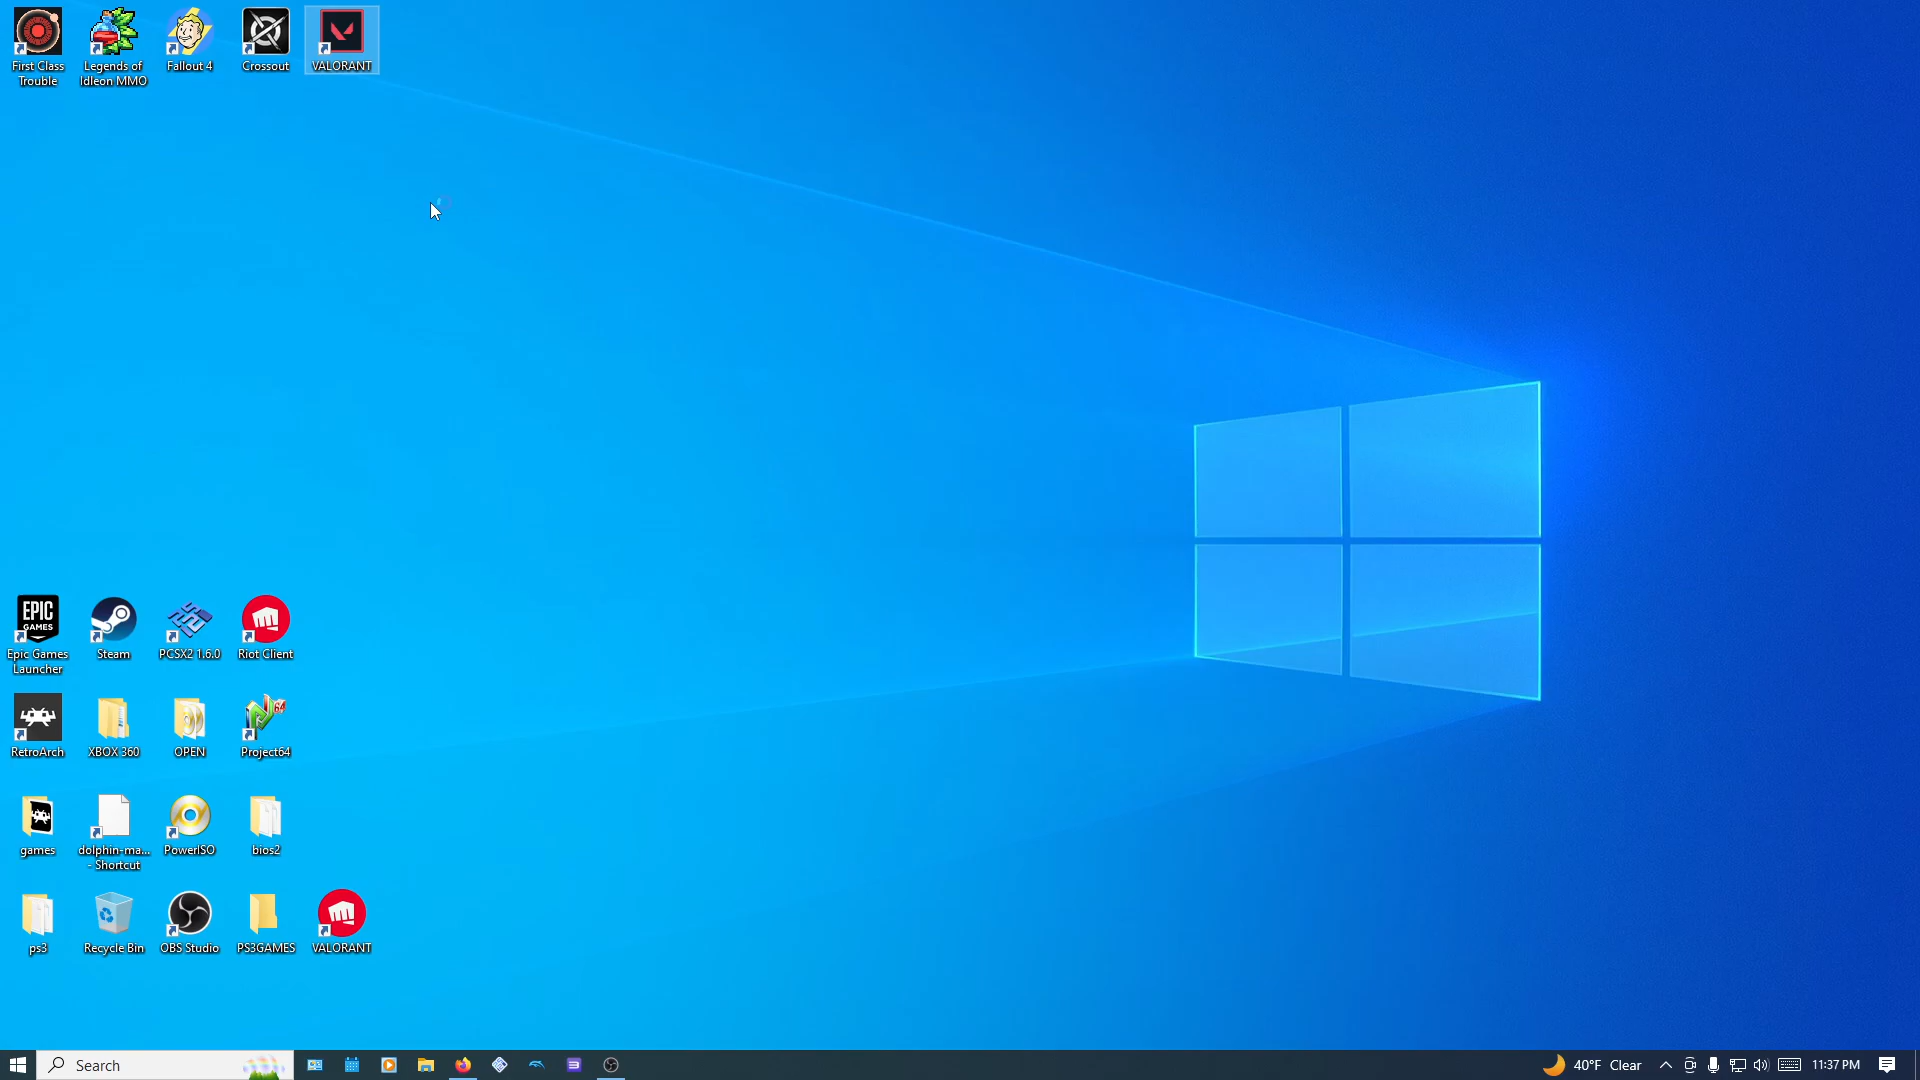 First Class
Trouble
Legends of
Idleon MMO
Fallout 4
Crossout
VALORANT
EPIC
GAMES
Epic Games
Launcher
Steam
PCSX2 1.6.0
Riot Client
RetroArch
XBOX 360
OPEN
64
Project64
games
dolphin-ma...
- Shortcut
PowerISO
bios2
ps3
Recycle Bin
OBS Studio
PS3GAMES
VALORANT
Search
40°F Clear
11:37 PM